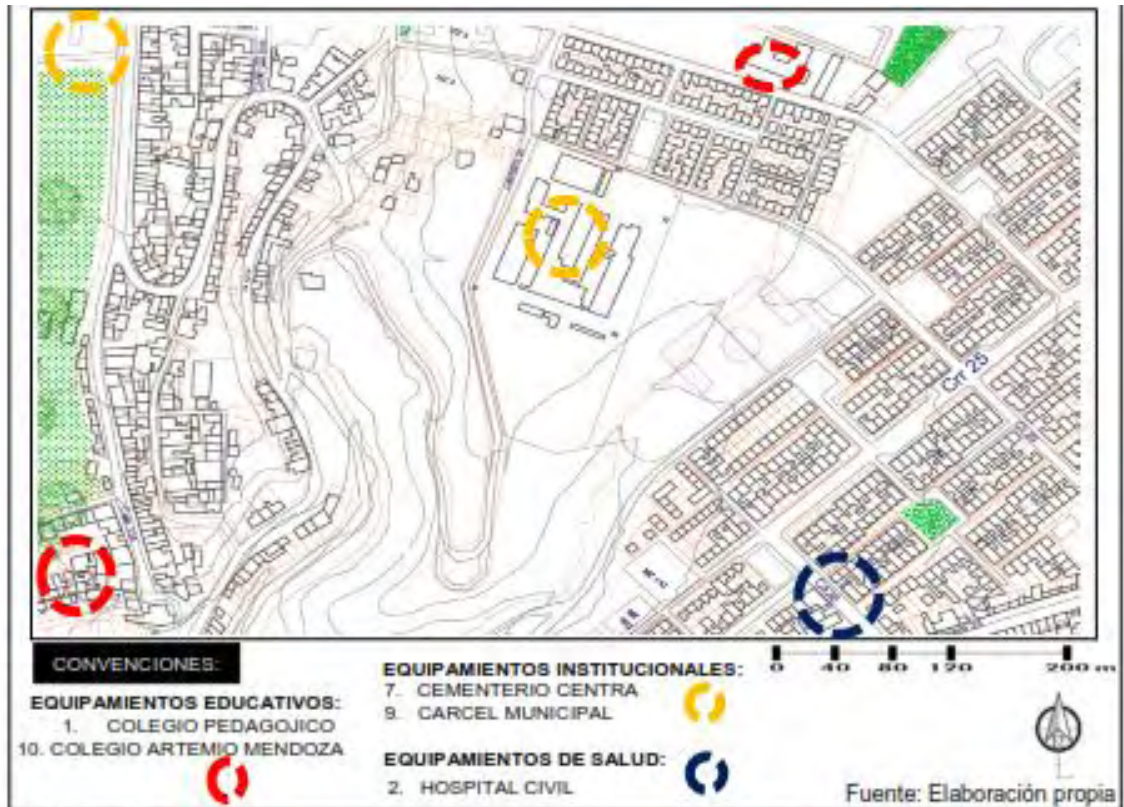 Crr 25
CONVENCIONES:
EQUIPAMIENTOS EDUCATIVOS:
1. COLEGIO PEDAGOJICO
10. COLEGIO ARTEMIO MENDOZA
EQUIPAMIENTOS INSTITUCIONALES:
7. CEMENTERIO CENTRA
9. CARCEL MUNICIPAL
EQUIPAMIENTOS DE SALUD:
2. HOSPITAL CIVIL
0 40 80 120 200 m
Fuente: Elaboración propia